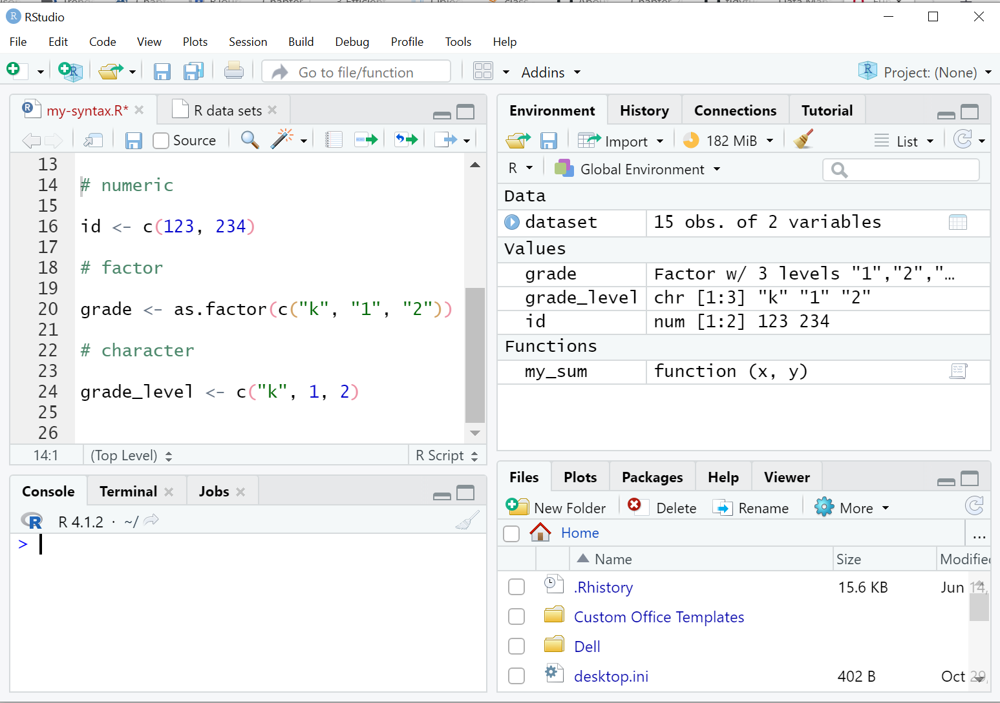 RStudio
File Edit Code View Plots Session Build Debug Profile Tools Help
Go to file/function Addins Project: (None)
my-syntax.R* R data sets
Source
13
14 # numeric
15
16 id <- c(123, 234)
17
18 # factor
19
20 grade <- as.factor(c("k", "1", "2"))
21
22 # character
23
24 grade_level <- c("k", 1, 2)
25
26
14:1 (Top Level) R Script
Console Terminal Jobs
R 4.1.2 · ~/
>
Environment History Connections Tutorial
Import 182 MiB List
R Global Environment
Data
dataset 15 obs. of 2 variables
Values
grade Factor w/ 3 levels "1","2","…
grade_level chr [1:3] "k" "1" "2"
id num [1:2] 123 234
Functions
my_sum function (x, y)
Files Plots Packages Help Viewer
New Folder Delete Rename More
Home ...
Name Size Modified
.Rhistory 15.6 KB Jun 14,
Custom Office Templates
Dell
desktop.ini 402 B Oct 29,